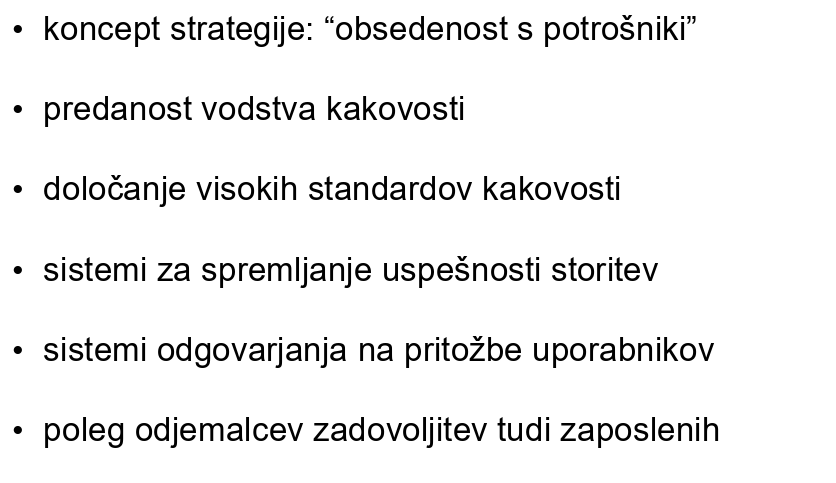 • koncept strategije: “obsedenost s potrošniki”
• predanost vodstva kakovosti
• določanje visokih standardov kakovosti
• sistemi za spremljanje uspešnosti storitev
• sistemi odgovarjanja na pritožbe uporabnikov
• poleg odjemalcev zadovoljitev tudi zaposlenih